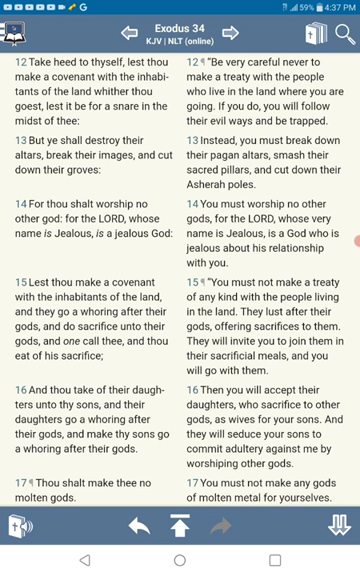 59% 4:37 PM
Exodus 34
KJV | NLT (online)
12 Take heed to thyself, lest thou
make a covenant with the inhabi-
tants of the land whither thou
goest, lest it be for a snare in the
midst of thee:
13 But ye shall destroy their
altars, break their images, and cut
down their groves:
14 For thou shalt worship no
other god: for the LORD, whose
name is Jealous, is a jealous God:
15 Lest thou make a covenant
with the inhabitants of the land,
and they go a whoring after their
gods, and do sacrifice unto their
gods, and one call thee, and thou
eat of his sacrifice;
16 And thou take of their daugh-
ters unto thy sons, and their
daughters go a whoring after
their gods, and make thy sons go
a whoring after their gods.
17 ¶ Thou shalt make thee no
molten gods.
12 ¶ “Be very careful never to
make a treaty with the people
who live in the land where you are
going. If you do, you will follow
their evil ways and be trapped.
13 Instead, you must break down
their pagan altars, smash their
sacred pillars, and cut down their
Asherah poles.
14 You must worship no other
gods, for the LORD, whose very
name is Jealous, is a God who is
jealous about his relationship
with you.
15 ¶ “You must not make a treaty
of any kind with the people living
in the land. They lust after their
gods, offering sacrifices to them.
They will invite you to join them in
their sacrificial meals, and you
will go with them.
16 Then you will accept their
daughters, who sacrifice to other
gods, as wives for your sons. And
they will seduce your sons to
commit adultery against me by
worshiping other gods.
17 You must not make any gods
of molten metal for yourselves.